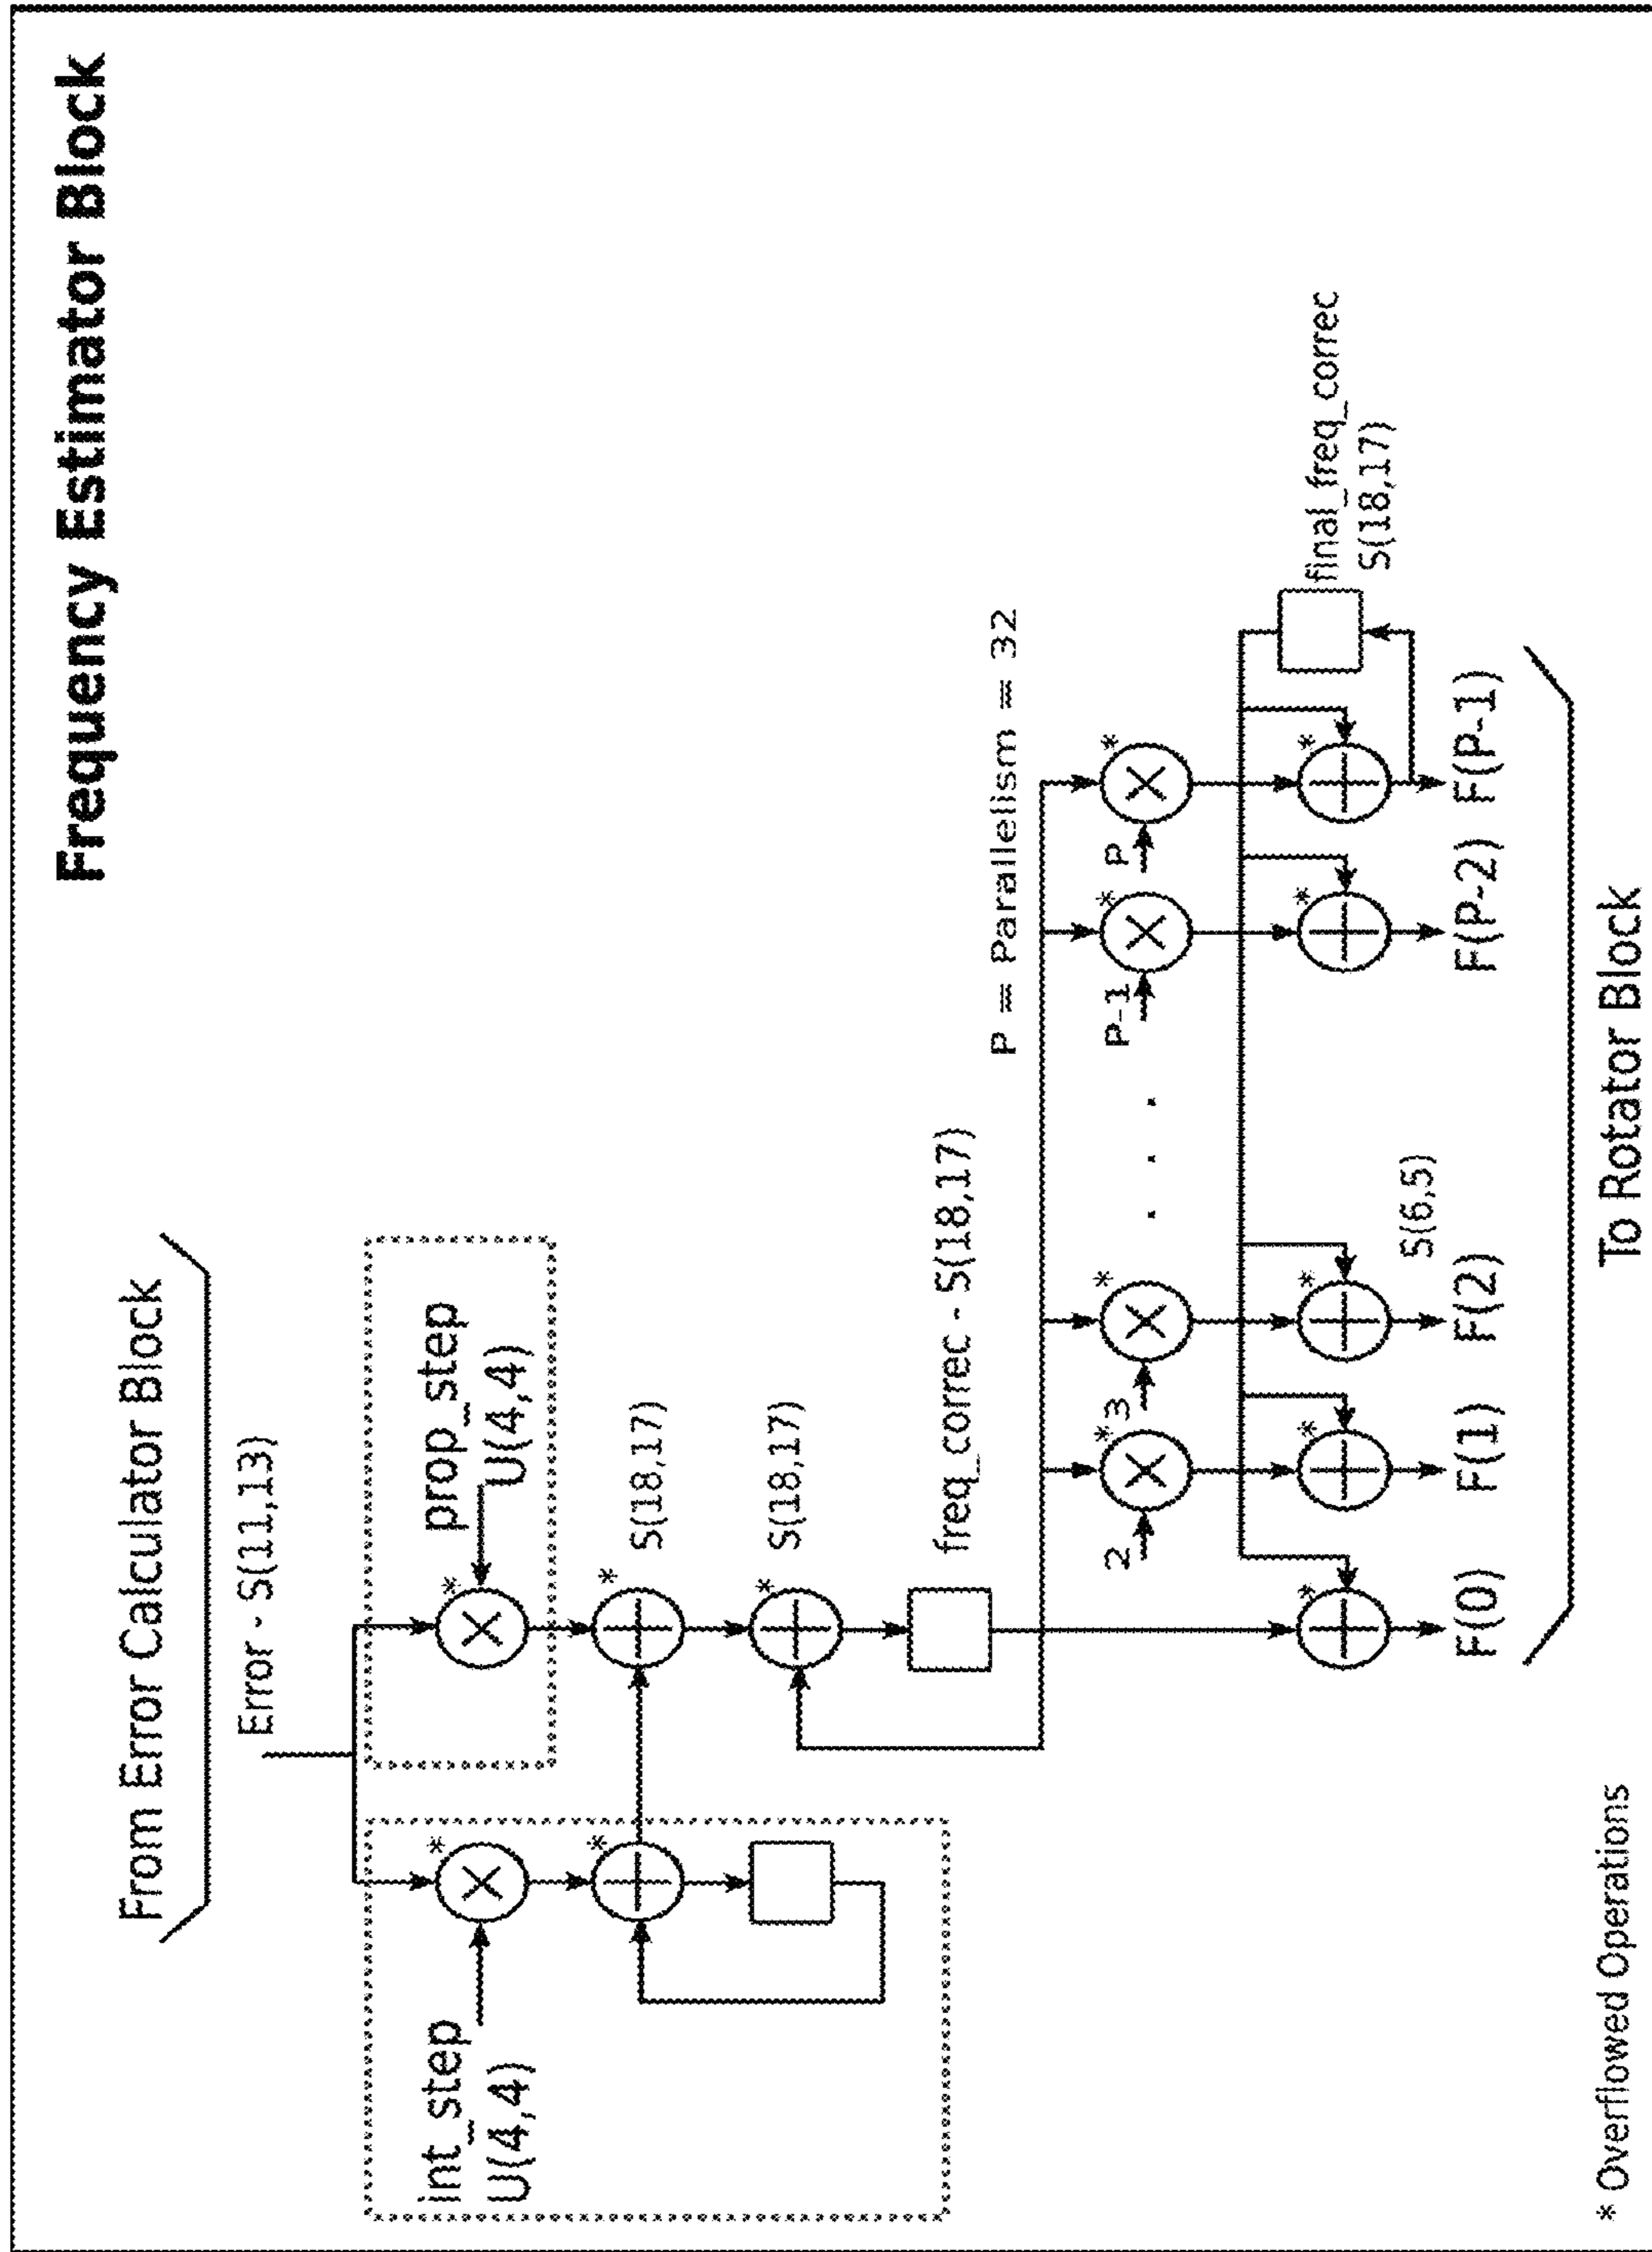 Frequency Estimator Block
From Error Calculator Block
Error - S(11,13)
int_step
U(4,4)
prop_step
U(4,4)
*
*
*
*
S(18,17)
*
S(18,17)
freq_correc - S(18,17)
P = Parallelism = 32
2
*
3
*
. . .
P-1
*
P
*
final_freq_correc
S(18,17)
*
*
*
*
*
S(6,5)
F(0)
F(1)
F(2)
F(P-2)
F(P-1)
To Rotator Block
* Overflowed Operations